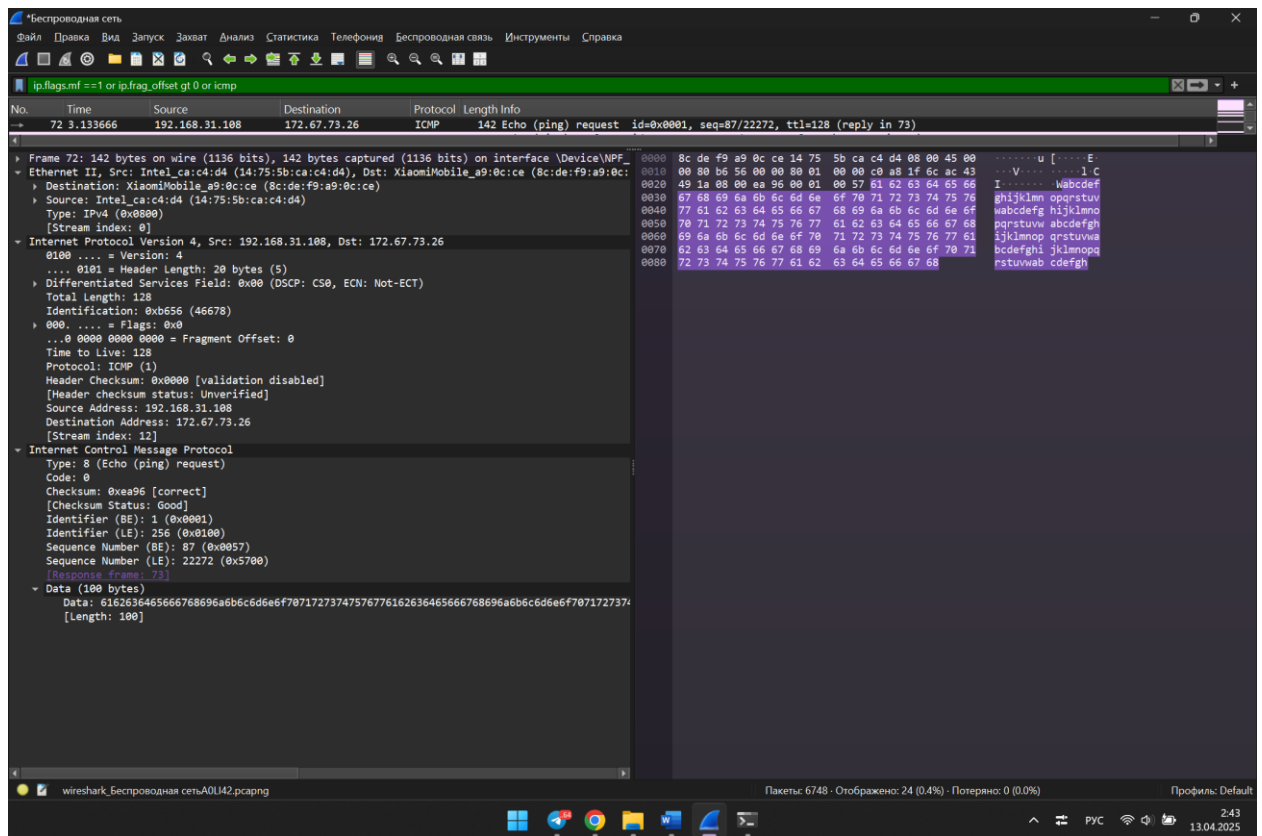 *Беспроводная сеть
Файл Правка Вид Запуск Захват Анализ Статистика Телефония Беспроводная связь Инструменты Справка
ip.flags.mf ==1 or ip.frag_offset gt 0 or icmp
No. Time Source Destination Protocol Length Info
72 3.133666 192.168.31.108 172.67.73.26 ICMP 142 Echo (ping) request id=0x0001, seq=87/22272, ttl=128 (reply in 73)
Frame 72: 142 bytes on wire (1136 bits), 142 bytes captured (1136 bits) on interface \Device\NPF_
Ethernet II, Src: Intel_ca:c4:d4 (14:75:5b:ca:c4:d4), Dst: XiaomiMobile_a9:0c:ce (8c:de:f9:a9:0c:
Destination: XiaomiMobile_a9:0c:ce (8c:de:f9:a9:0c:ce)
Source: Intel_ca:c4:d4 (14:75:5b:ca:c4:d4)
Type: IPv4 (0x0800)
[Stream index: 0]
Internet Protocol Version 4, Src: 192.168.31.108, Dst: 172.67.73.26
0100 .... = Version: 4
.... 0101 = Header Length: 20 bytes (5)
Differentiated Services Field: 0x00 (DSCP: CS0, ECN: Not-ECT)
Total Length: 128
Identification: 0xb656 (46678)
000. .... = Flags: 0x0
...0 0000 0000 0000 = Fragment Offset: 0
Time to Live: 128
Protocol: ICMP (1)
Header Checksum: 0x0000 [validation disabled]
[Header checksum status: Unverified]
Source Address: 192.168.31.108
Destination Address: 172.67.73.26
[Stream index: 12]
Internet Control Message Protocol
Type: 8 (Echo (ping) request)
Code: 0
Checksum: 0xea96 [correct]
[Checksum Status: Good]
Identifier (BE): 1 (0x0001)
Identifier (LE): 256 (0x0100)
Sequence Number (BE): 87 (0x0057)
Sequence Number (LE): 22272 (0x5700)
[Response frame: 73]
Data (100 bytes)
Data: 6162636465666768696a6b6c6d6e6f70717273747576776162636465666768696a6b6c6d6e6f707172737
[Length: 100]
0000 8c de f9 a9 0c ce 14 75 5b ca c4 d4 08 00 45 00 ·······u [·····E·
0010 00 80 b6 56 00 00 80 01 00 00 c0 a8 1f 6c ac 43 ···V···· ·····l·C
0020 49 1a 08 00 ea 96 00 01 00 57 61 62 63 64 65 66 I······· ·Wabcdef
0030 67 68 69 6a 6b 6c 6d 6e 6f 70 71 72 73 74 75 76 ghijklmn opqrstuv
0040 77 61 62 63 64 65 66 67 68 69 6a 6b 6c 6d 6e 6f wabcdefg hijklmno
0050 70 71 72 73 74 75 76 77 61 62 63 64 65 66 67 68 pqrstuvw abcdefgh
0060 69 6a 6b 6c 6d 6e 6f 70 71 72 73 74 75 76 77 61 ijklmnop qrstuvwa
0070 62 63 64 65 66 67 68 69 6a 6b 6c 6d 6e 6f 70 71 bcdefghi jklmnopq
0080 72 73 74 75 76 77 61 62 63 64 65 66 67 68 rstuvwab cdefgh
wireshark_Беспроводная сетьA0LI42.pcapng
Пакеты: 6748 · Отображено: 24 (0.4%) · Потеряно: 0 (0.0%)
Профиль: Default
РУС
2:43
13.04.2025